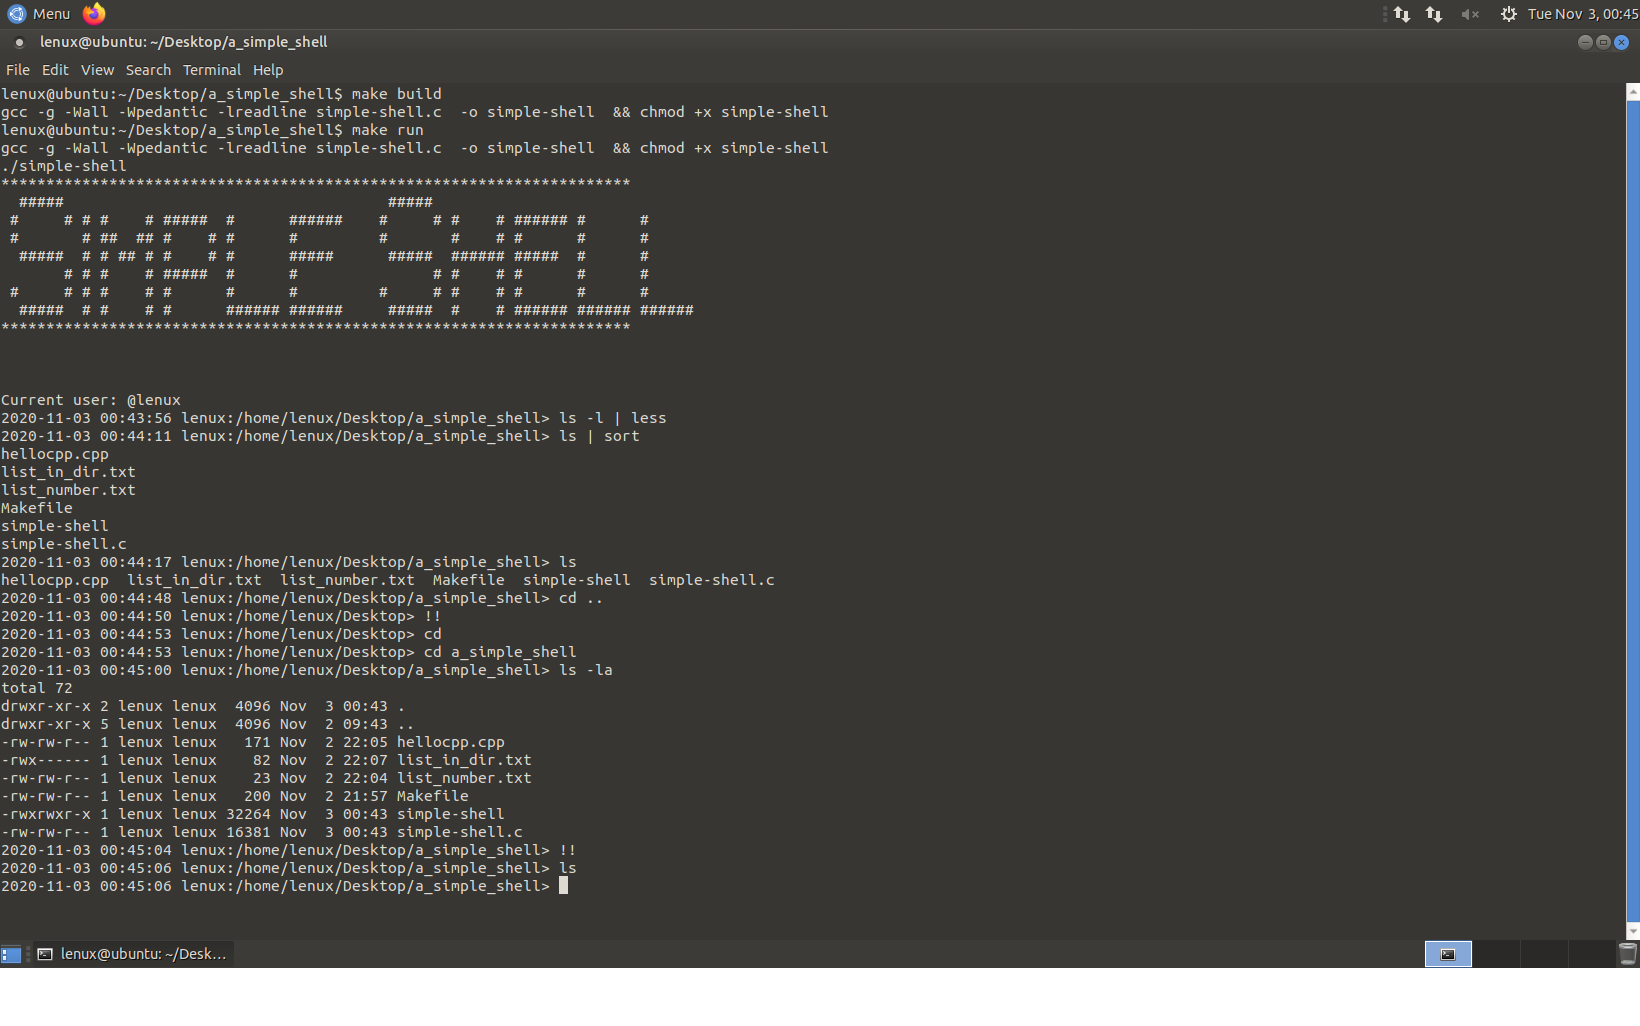 Menu
Tue Nov 3, 00:45
lenux@ubuntu: ~/Desktop/a_simple_shell
File Edit View Search Terminal Help
lenux@ubuntu:~/Desktop/a_simple_shell$ make build
gcc -g -Wall -Wpedantic -lreadline simple-shell.c  -o simple-shell  && chmod +x simple-shell
lenux@ubuntu:~/Desktop/a_simple_shell$ make run
gcc -g -Wall -Wpedantic -lreadline simple-shell.c  -o simple-shell  && chmod +x simple-shell
./simple-shell
**********************************************************************
  #####                                    #####
 #     # # #    # #####  #      ######    #     # #    # ###### #      #
 #       # ##  ## #    # #      #         #       #    # #      #      #
  #####  # # ## # #    # #      #####      #####  ###### #####  #      #
       # # #    # #####  #      #               # #    # #      #      #
 #     # # #    # #      #      #         #     # #    # #      #      #
  #####  # #    # #      ###### ######     #####  #    # ###### ###### ######
**********************************************************************
Current user: @lenux
2020-11-03 00:43:56 lenux:/home/lenux/Desktop/a_simple_shell> ls -l | less
2020-11-03 00:44:11 lenux:/home/lenux/Desktop/a_simple_shell> ls | sort
hellocpp.cpp
list_in_dir.txt
list_number.txt
Makefile
simple-shell
simple-shell.c
2020-11-03 00:44:17 lenux:/home/lenux/Desktop/a_simple_shell> ls
hellocpp.cpp  list_in_dir.txt  list_number.txt  Makefile  simple-shell  simple-shell.c
2020-11-03 00:44:48 lenux:/home/lenux/Desktop/a_simple_shell> cd ..
2020-11-03 00:44:50 lenux:/home/lenux/Desktop> !!
2020-11-03 00:44:53 lenux:/home/lenux/Desktop> cd
2020-11-03 00:44:53 lenux:/home/lenux/Desktop> cd a_simple_shell
2020-11-03 00:45:00 lenux:/home/lenux/Desktop/a_simple_shell> ls -la
total 72
drwxr-xr-x 2 lenux lenux  4096 Nov  3 00:43 .
drwxr-xr-x 5 lenux lenux  4096 Nov  2 09:43 ..
-rw-rw-r-- 1 lenux lenux   171 Nov  2 22:05 hellocpp.cpp
-rwx------ 1 lenux lenux    82 Nov  2 22:07 list_in_dir.txt
-rw-rw-r-- 1 lenux lenux    23 Nov  2 22:04 list_number.txt
-rw-rw-r-- 1 lenux lenux   200 Nov  2 21:57 Makefile
-rwxrwxr-x 1 lenux lenux 32264 Nov  3 00:43 simple-shell
-rw-rw-r-- 1 lenux lenux 16381 Nov  3 00:43 simple-shell.c
2020-11-03 00:45:04 lenux:/home/lenux/Desktop/a_simple_shell> !!
2020-11-03 00:45:06 lenux:/home/lenux/Desktop/a_simple_shell> ls
2020-11-03 00:45:06 lenux:/home/lenux/Desktop/a_simple_shell>
lenux@ubuntu: ~/Desk...